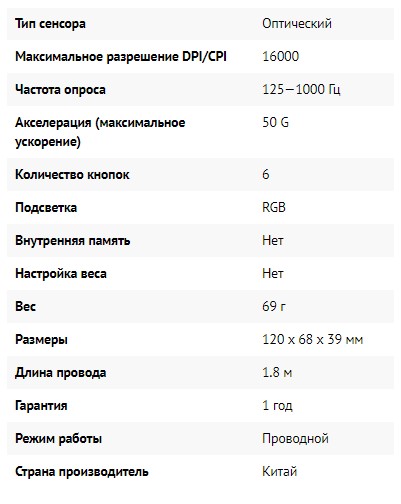 Тип сенсора Оптический
Максимальное разрешение DPI/CPI 16000
Частота опроса 125—1000 Гц
Акселерация (максимальное 50 G
ускорение)
Количество кнопок 6
Подсветка RGB
Внутренняя память Нет
Настройка веса Нет
Вес 69 г
Размеры 120 x 68 x 39 мм
Длина провода 1.8 м
Гарантия 1 год
Режим работы Проводной
Страна производитель Китай